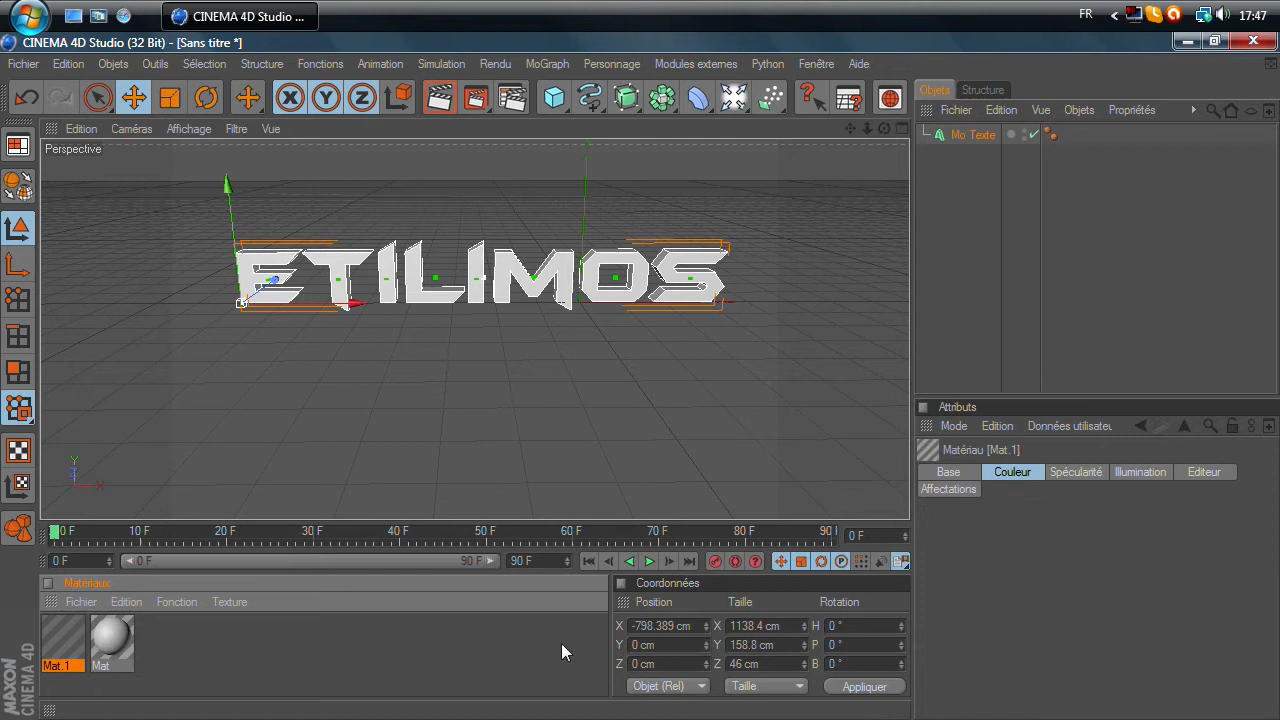 CINEMA 4D Studio ...
FR
17:47
CINEMA 4D Studio (32 Bit) - [Sans titre *]
Fichier Edition Objets Outils Sélection Structure Fonctions Animation Simulation Rendu MoGraph Personnage Modules externes Python Fenêtre Aide
X Y Z
Objets Structure
Fichier Edition Vue Objets Propriétés
Edition Caméras Affichage Filtre Vue
Mo Texte
Perspective
ETILIMOS
Attributs
Mode Edition Données utilisateu
Matériau [Mat.1]
Base Couleur Spécularité Illumination Editeur
Affectations
Y
Z
X
0 F 10 F 20 F 30 F 40 F 50 F 60 F 70 F 80 F 90 F
0 F
0 F
0 F 90 F
90 F
Matériaux
Coordonnées
Fichier Edition Fonction Texture
Position Taille Rotation
X -798.389 cm X 1138.4 cm H 0 °
Y 0 cm Y 158.8 cm P 0 °
Z 0 cm Z 46 cm B 0 °
Mat.1 Mat
Objet (Rel) Taille Appliquer
MAXON
CINEMA 4D